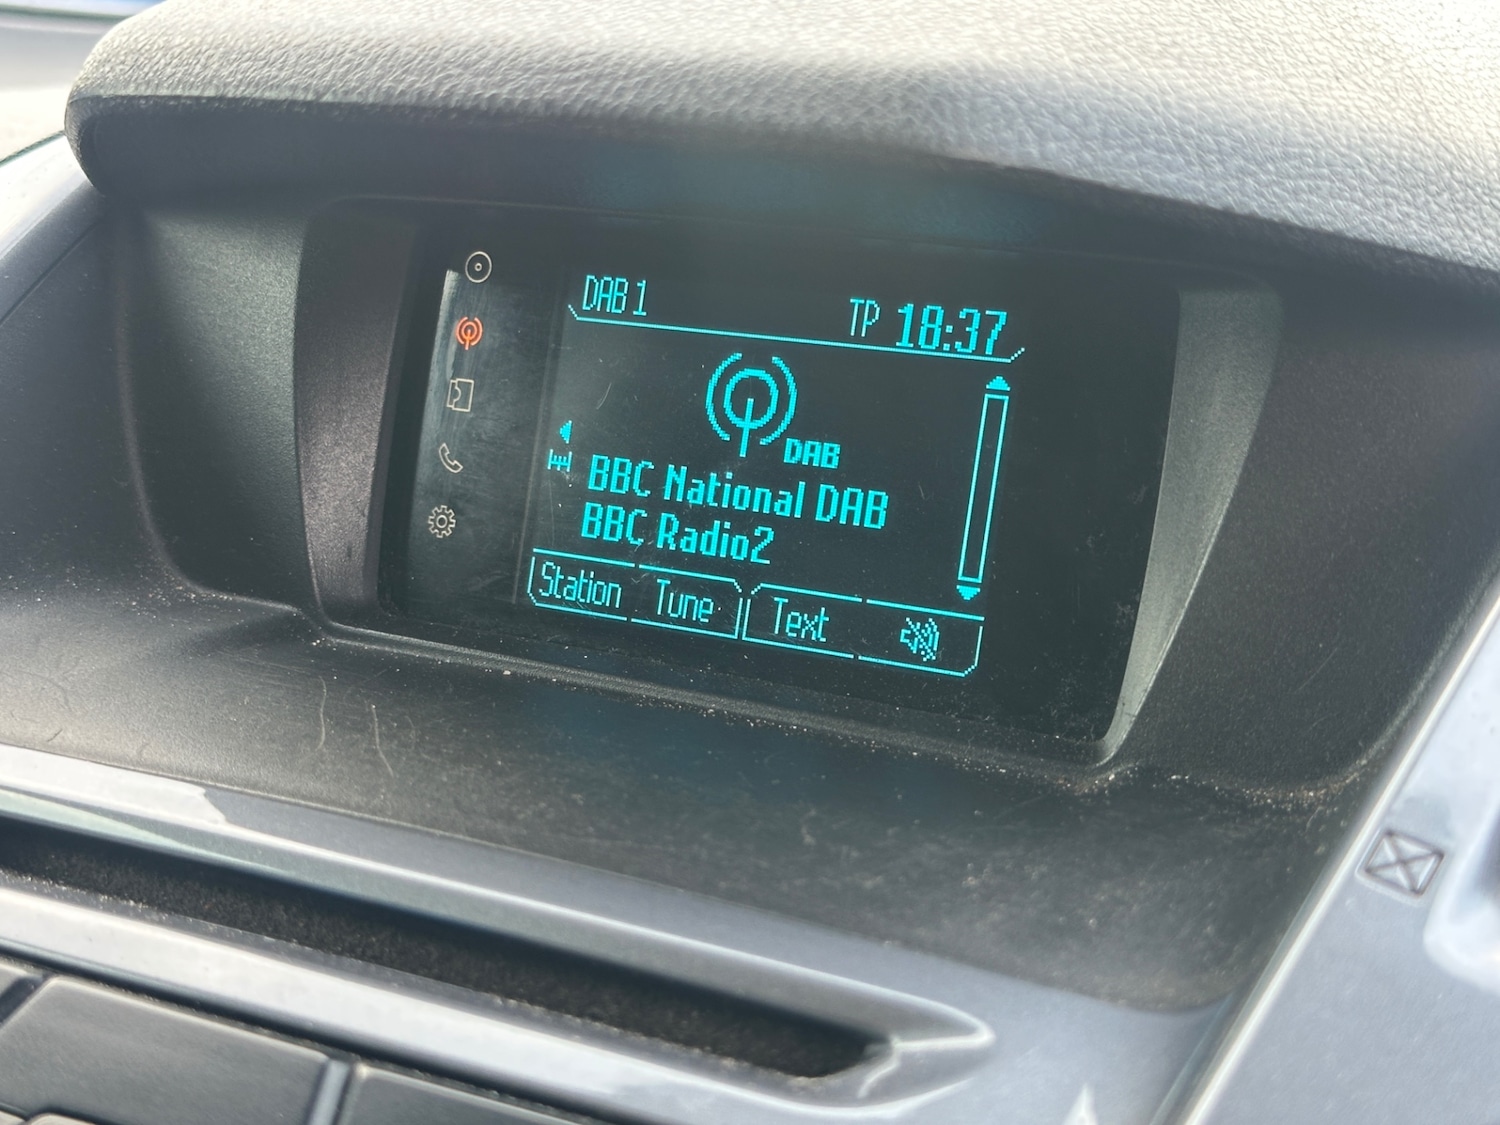 DAB 1 TP 18:37
DAB
BBC National DAB
BBC Radio2
Station Tune Text